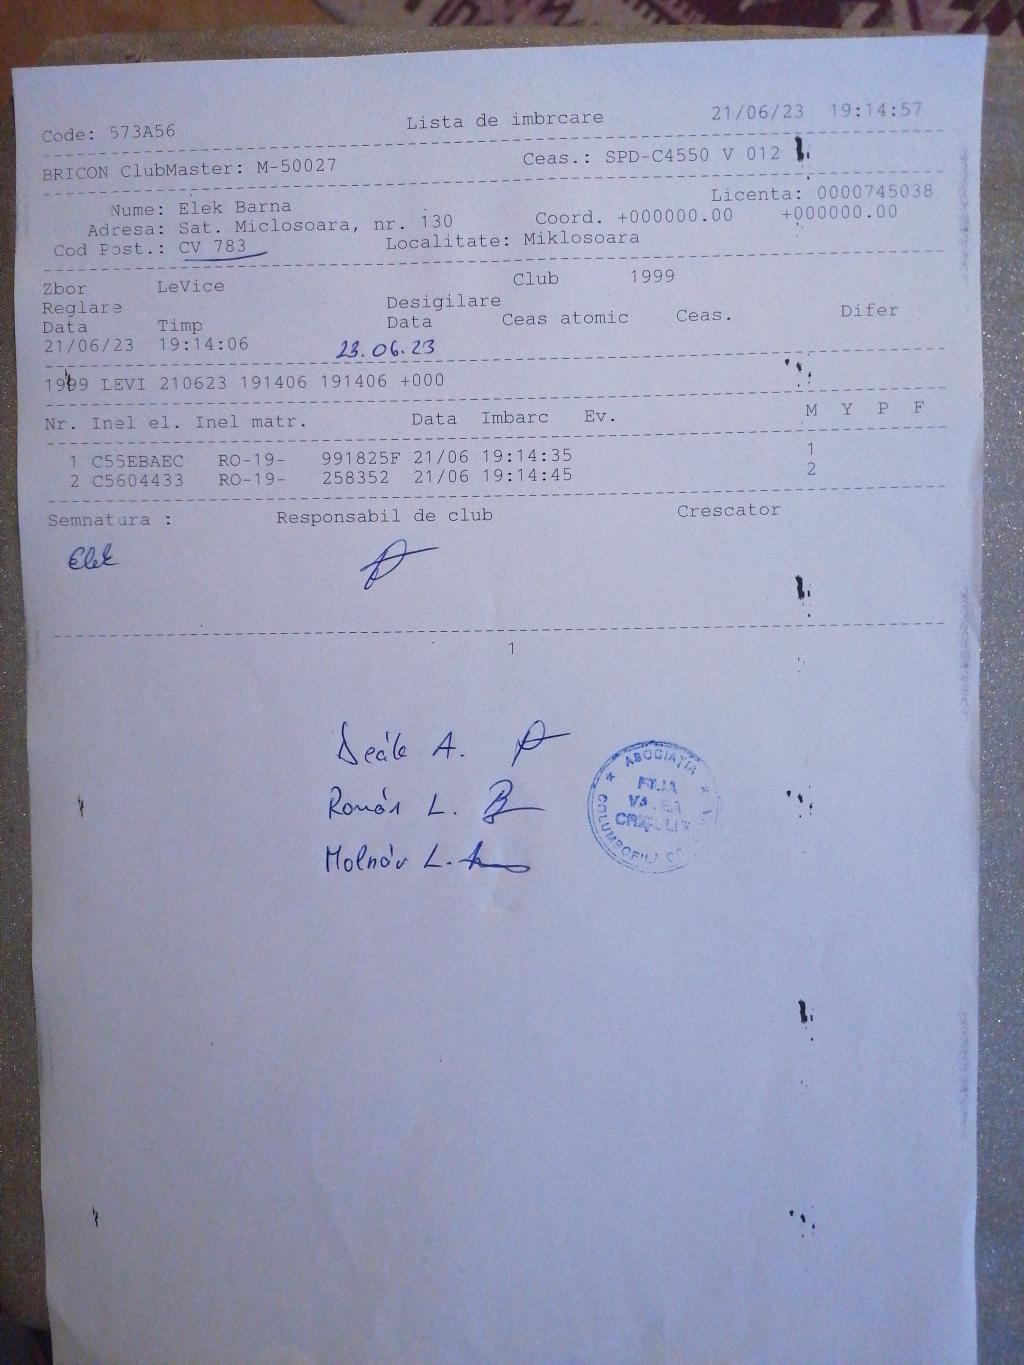 Code: 573A56 Lista de imbrcare 21/06/23 19:14:57
BRICON ClubMaster: M-50027 Ceas.: SPD-C4550 V 012
Licenta: 0000745038
Nume: Elek Barna
Adresa: Sat. Miclosoara, nr. 130 Coord. +000000.00 +000000.00
Cod Post.: CV 783 Localitate: Miklosoara
Zbor LeVice Club 1999
Reglare Desigilare
Data Timp Data Ceas atomic Ceas. Difer
21/06/23 19:14:06 23.06.23
1999 LEVI 210623 191406 191406 +000
Nr. Inel el. Inel matr. Data Imbarc Ev. M Y P F
1 C55EBAEC RO-19- 991825F 21/06 19:14:35 1
2 C5604433 RO-19- 258352 21/06 19:14:45 2
Semnatura : Responsabil de club Crescator
Elek
1
Deák A.
Román L.
Molnár L.
ASOCIAȚIA
COLUMBOFILA